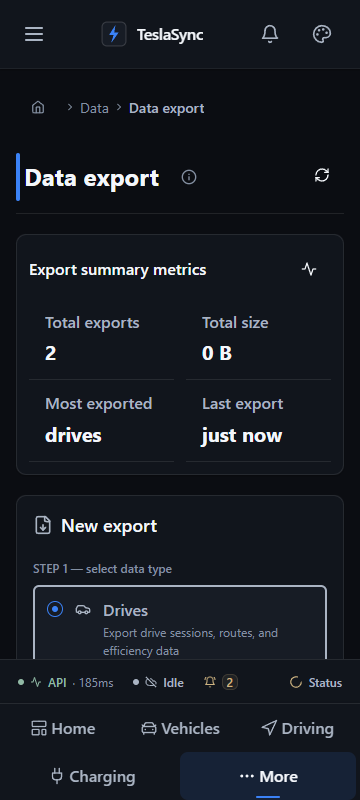 TeslaSync
Data Data export
Data export
Export summary metrics
Total exports Total size
2 0 B
Most exported Last export
drives just now
New export
STEP 1 — select data type
Drives
Export drive sessions, routes, and
efficiency data
API · 185ms Idle 2 Status
Home Vehicles Driving
Charging More